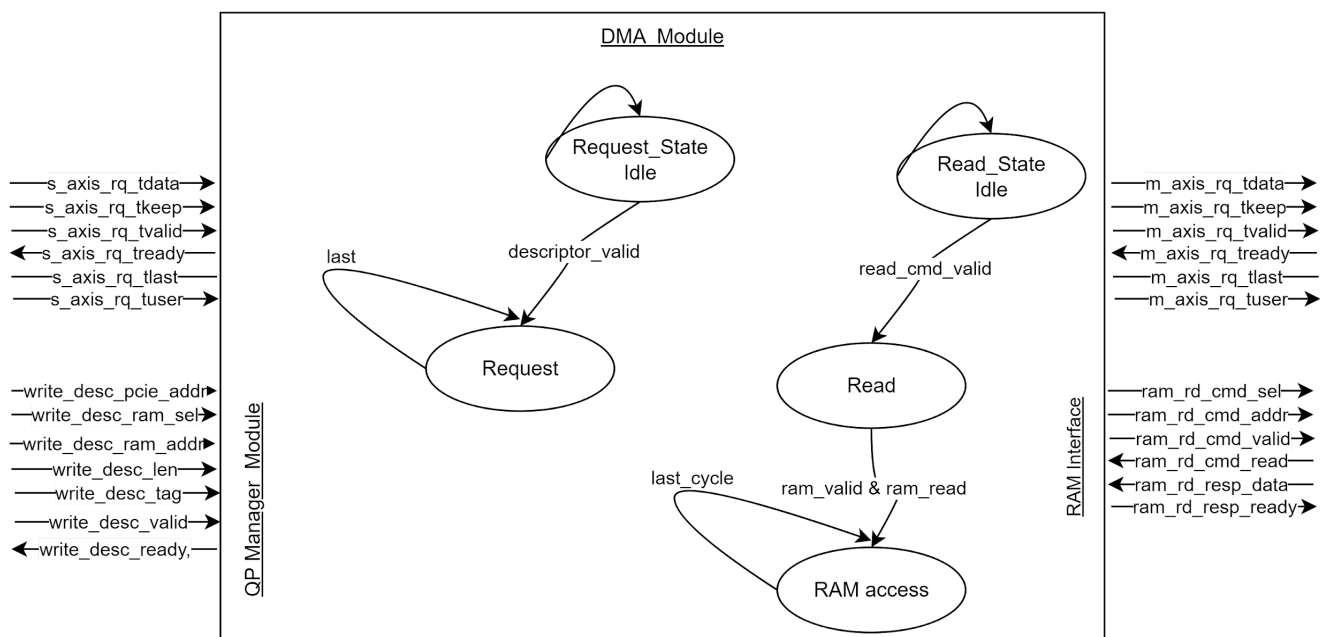 DMA Module
Request_State
Idle
Read_State
Idle
s_axis_rq_tdata
s_axis_rq_tkeep
s_axis_rq_tvalid
s_axis_rq_tready
s_axis_rq_tlast
s_axis_rq_tuser
m_axis_rq_tdata
m_axis_rq_tkeep
m_axis_rq_tvalid
m_axis_rq_tready
m_axis_rq_tlast
m_axis_rq_tuser
last
descriptor_valid
read_cmd_valid
Request
Read
write_desc_pcie_addr
write_desc_ram_sel
write_desc_ram_addr
write_desc_len
write_desc_tag
write_desc_valid
write_desc_ready,
QP Manager Module
last_cycle
ram_valid & ram_read
RAM access
RAM Interface
ram_rd_cmd_sel
ram_rd_cmd_addr
ram_rd_cmd_valid
ram_rd_cmd_read
ram_rd_resp_data
ram_rd_resp_ready